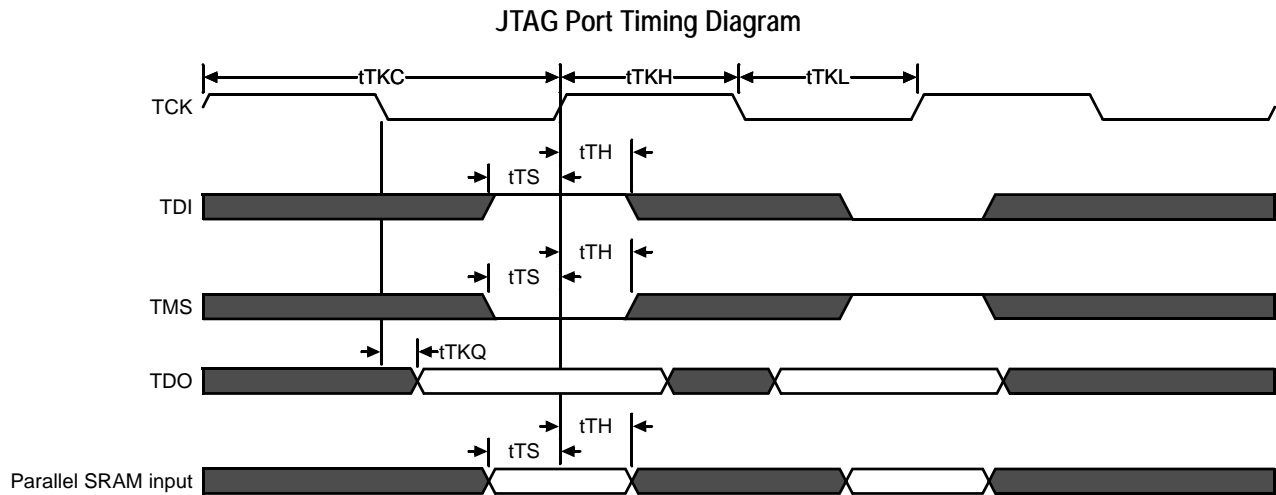 JTAG Port Timing Diagram
tTKC tTKH tTKL
TCK
tTH
tTS
TDI
tTH
tTS
TMS
tTKQ
TDO
tTH
tTS
Parallel SRAM input